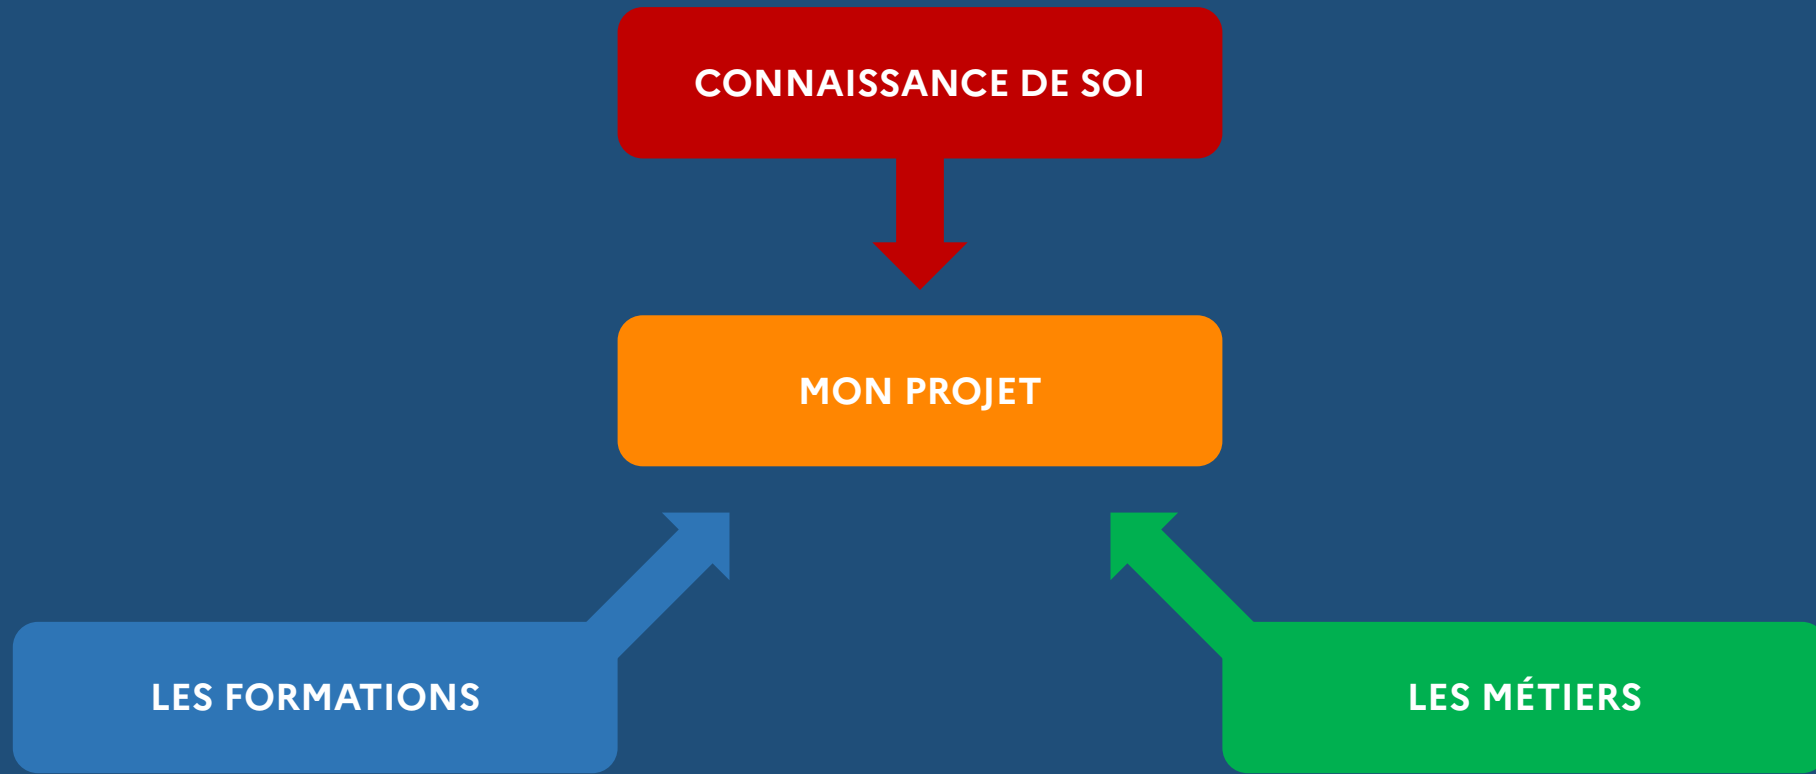 CONNAISSANCE DE SOI
MON PROJET
LES FORMATIONS
LES MÉTIERS